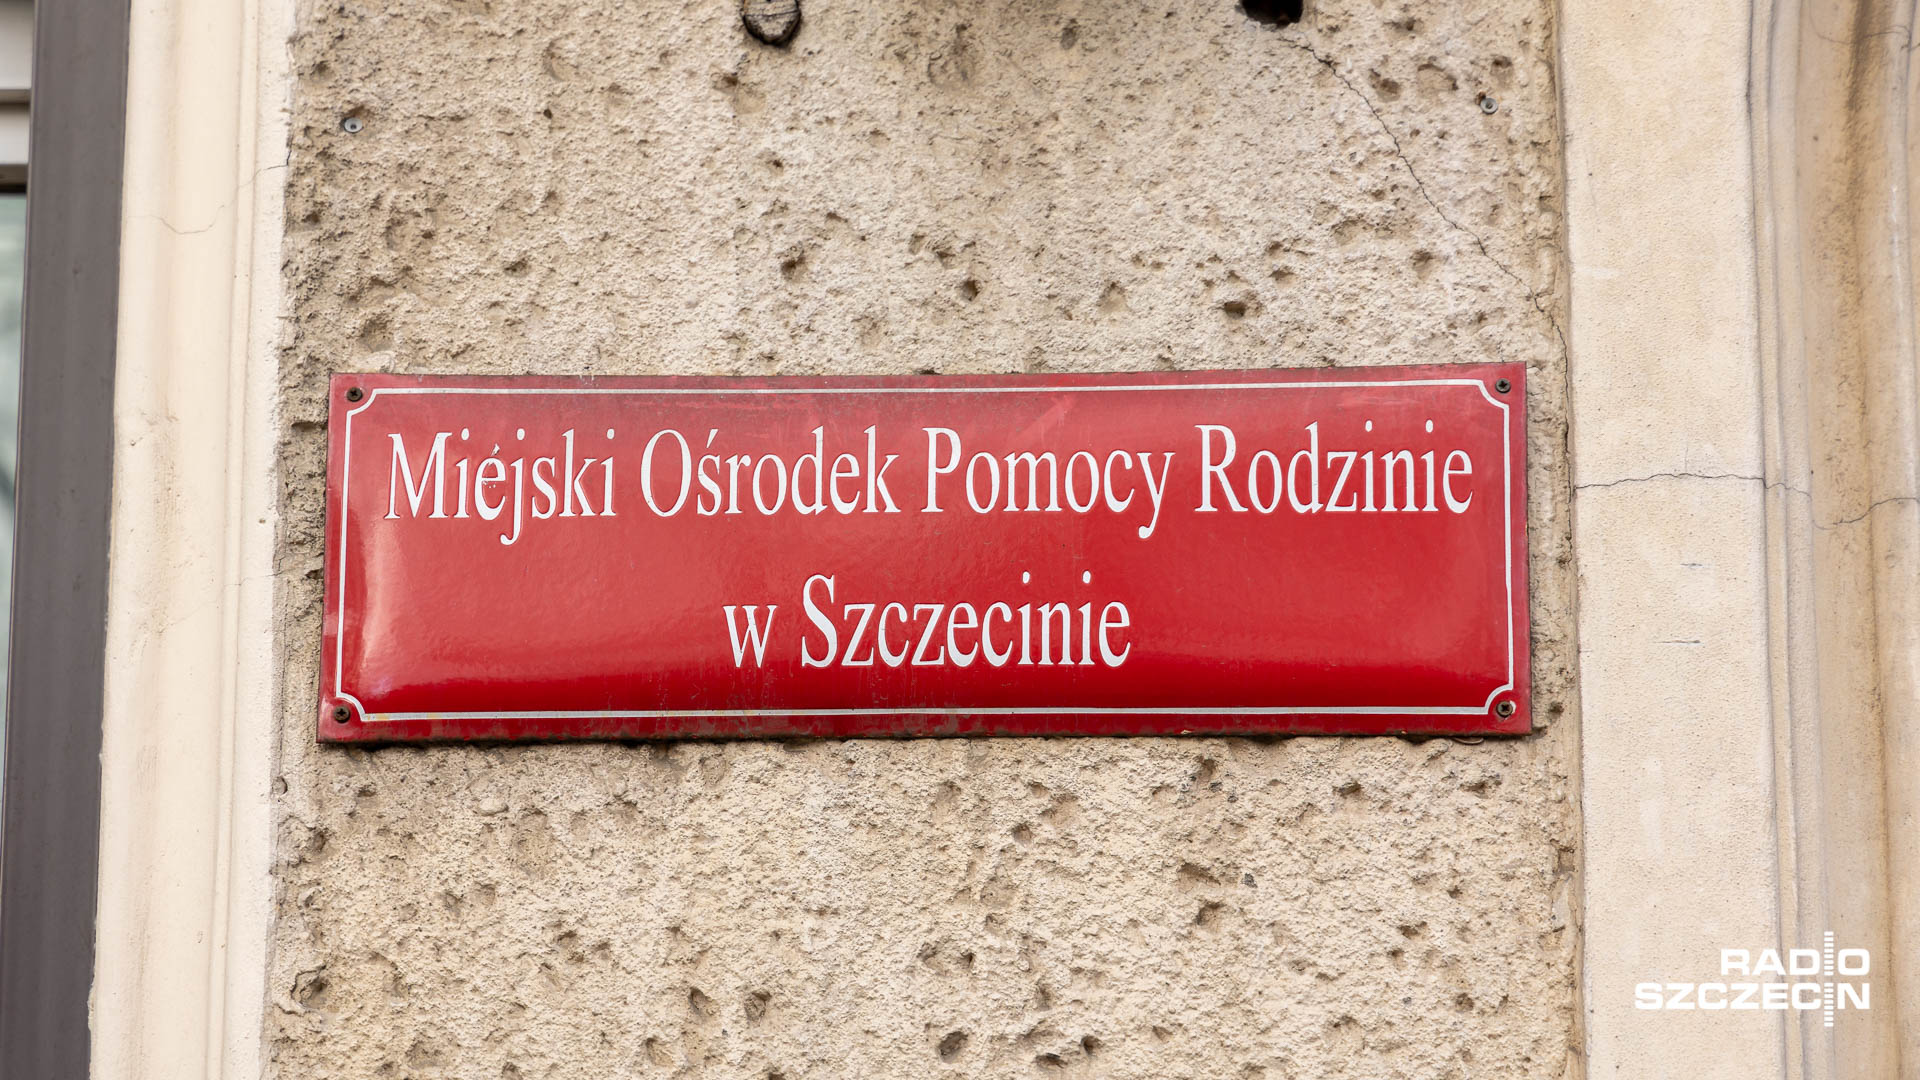 Miéjski Ośrodek Pomocy Rodzinie
w Szczecinie
RADIO
SZCZECIN